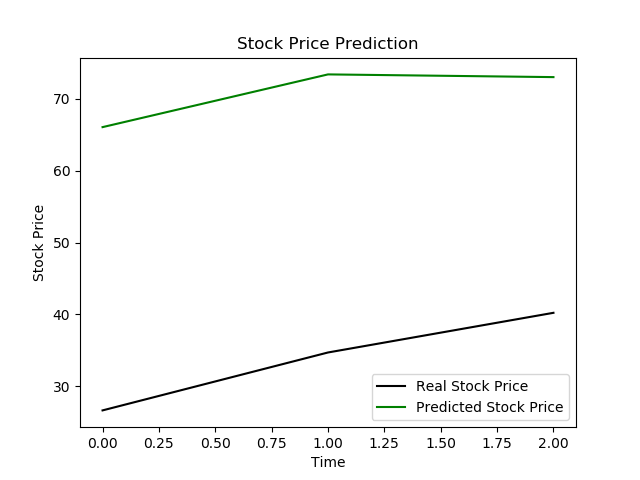 Stock Price Prediction
Stock Price
70
60
50
40
30
0.00 0.25 0.50 0.75 1.00 1.25 1.50 1.75 2.00
Time
Real Stock Price
Predicted Stock Price